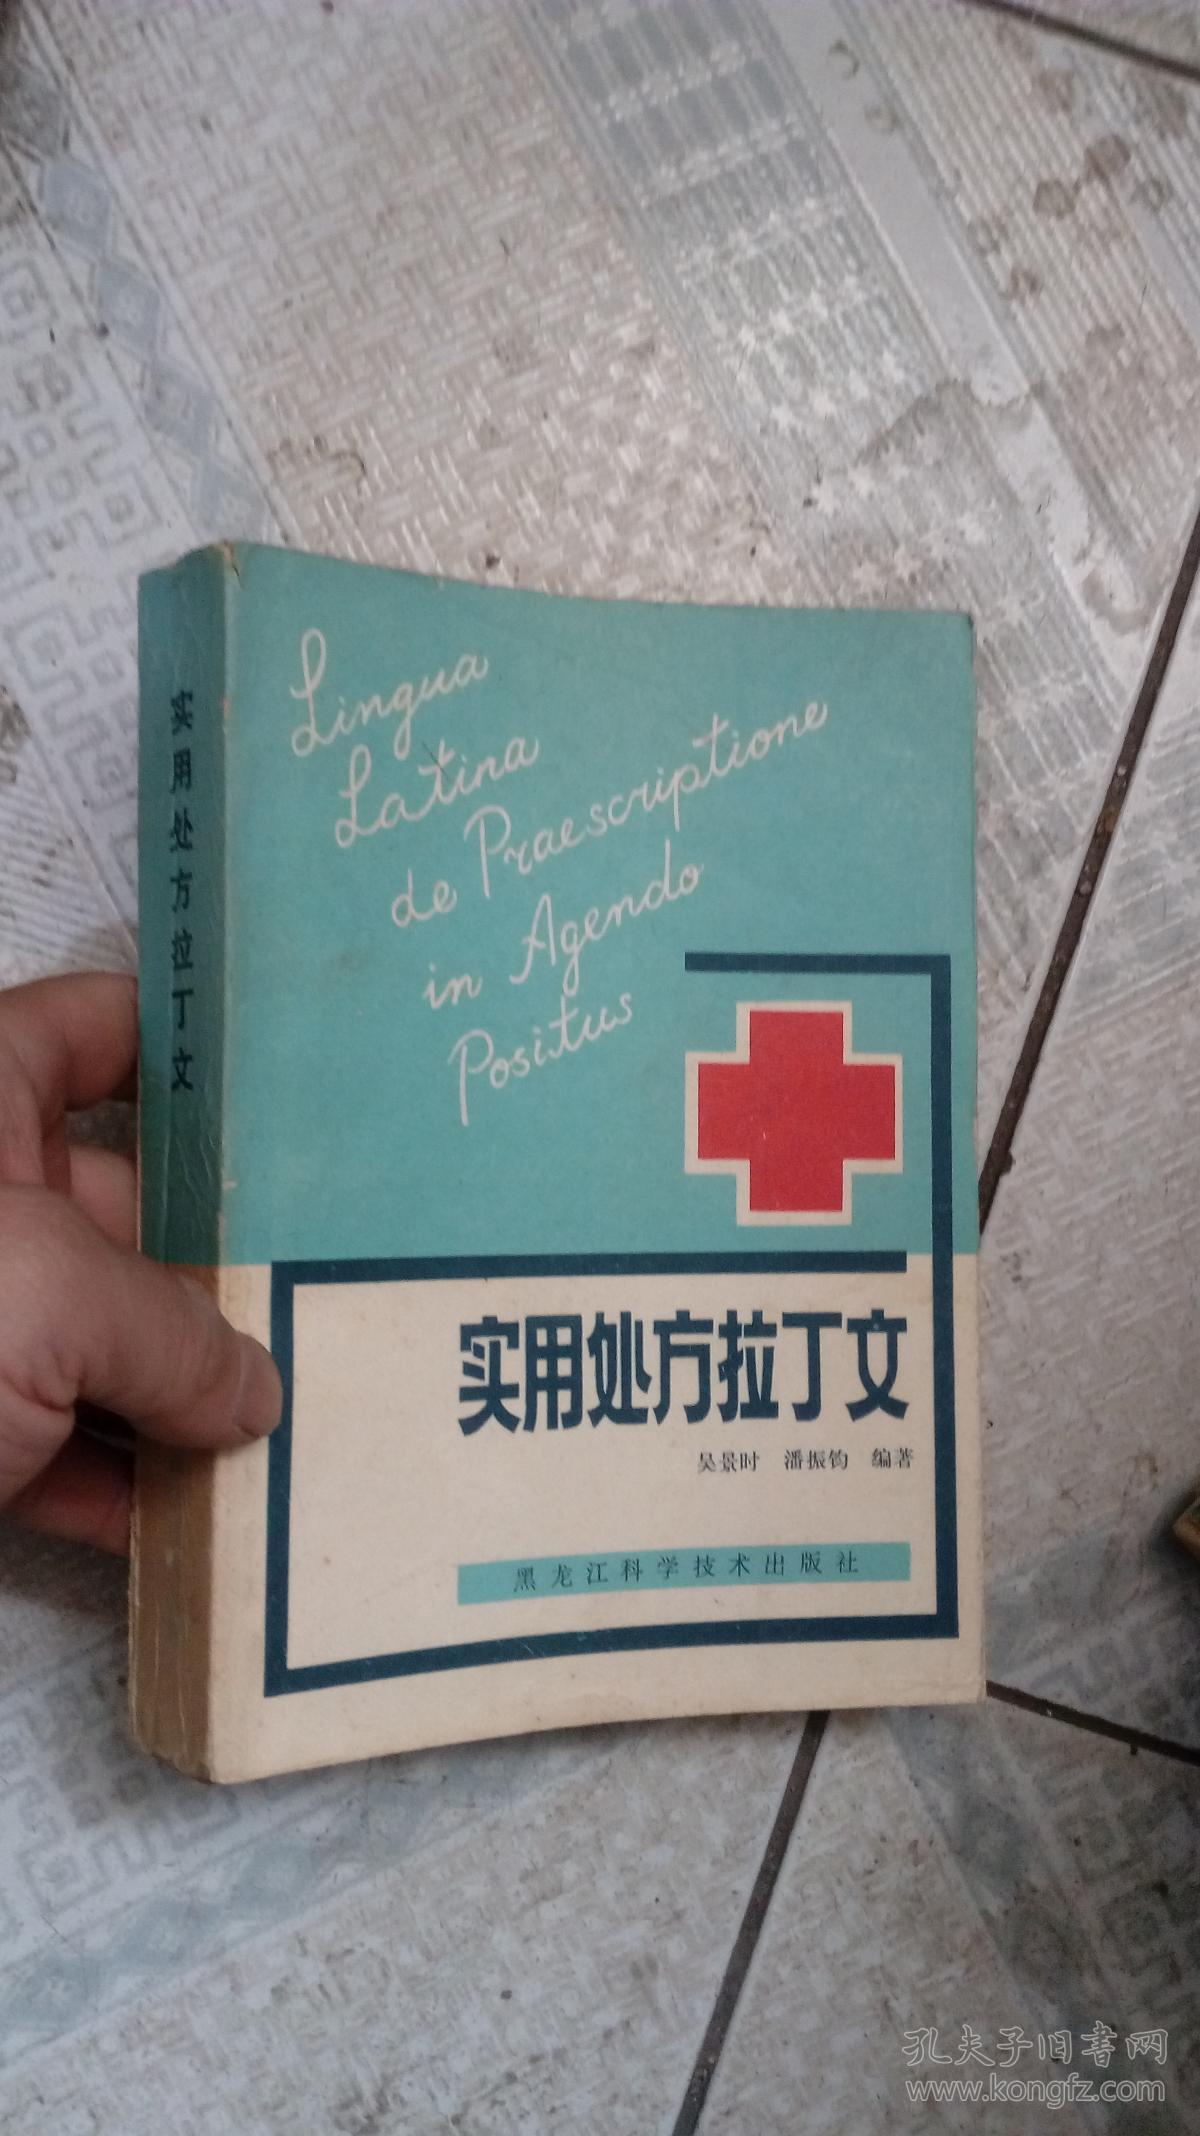 实用处方拉丁文
Lingua
Latina
de Praescriptione
in Agendo
Positus
实用处方拉丁文
吴景时 潘振钧 编著
黑龙江科学技术出版社
孔夫子旧书网
www.kongfz.com